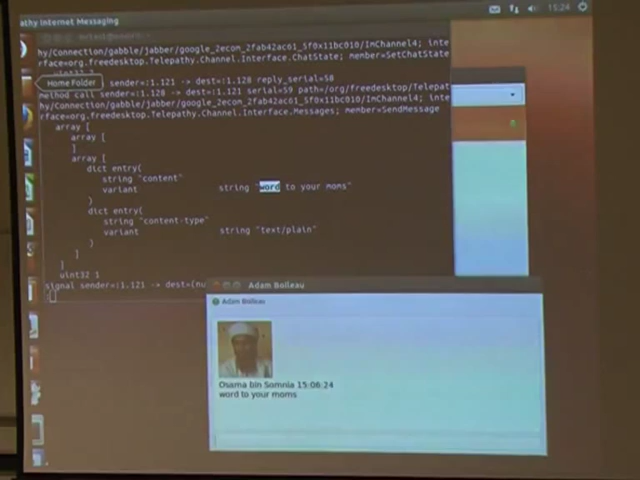 athy Internet Messaging
15:24
hy/Connection/gabble/jabber/google_2ecom_2fab42ac61_5f0x11bc010/ImChannel4; inte
rface=org.freedesktop.Telepathy.Channel.Interface.ChatState; member=SetChatState
Home Folder
sender=:1.121 -> dest=:1.128 reply_serial=58
method call sender=:1.128 -> dest=:1.121 serial=59 path=/org/freedesktop/Telepat
hy/Connection/gabble/jabber/google_2ecom_2fab42ac61_5f0x11bc010/ImChannel4; inte
rface=org.freedesktop.Telepathy.Channel.Interface.Messages; member=SendMessage
array [
array [
]
array [
dict entry(
string "content"
variant string "word to your moms"
)
dict entry(
string "content-type"
variant string "text/plain"
)
]
]
uint32 1
signal sender=:1.121 -> dest=(nu
Adam Boileau
Adam Boileau
Osama bin Somnia 15:06:24
word to your moms